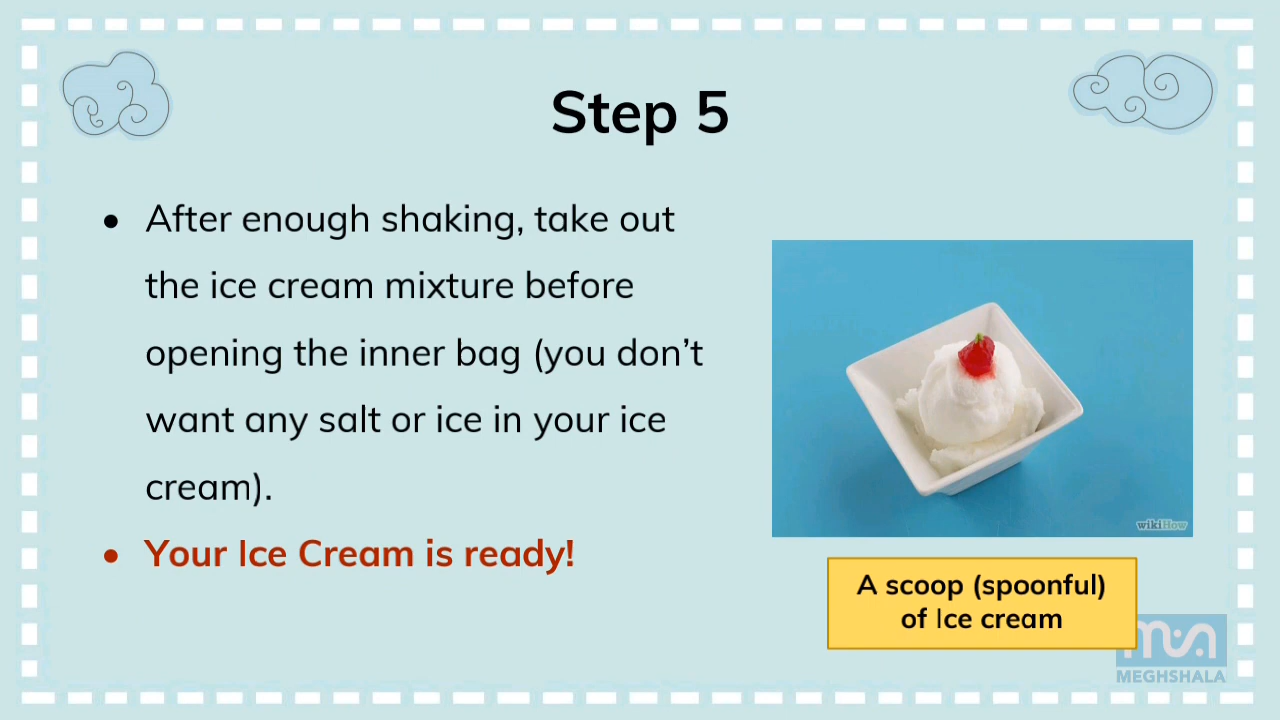 Step 5
• After enough shaking, take out
the ice cream mixture before
opening the inner bag (you don’t
want any salt or ice in your ice
cream).
• Your Ice Cream is ready!
wikiHow
A scoop (spoonful)
of Ice cream
MEGHSHALA